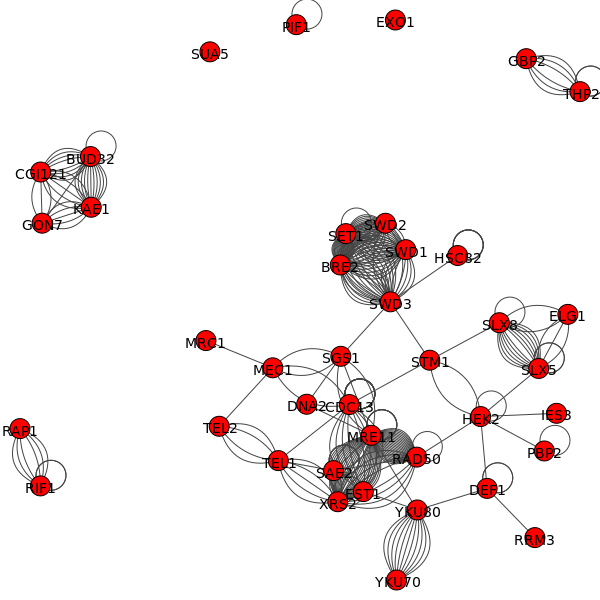 PIF1
EXO1
SUA5
GBP2
THP2
BUD32
CGI121
KAE1
GON7
SWD2
SET1
SWD1
HSC82
BRE2
SWD3
ELG1
SLX8
MRC1
SGS1
STM1
MEC1
SLX5
DNA2
CDC13
HEK2
IES3
TEL2
RAP1
MRE11
PBP2
TEL1
RAD50
SAE2
RIF1
EST1
DEF1
XRS2
YKU80
RRM3
YKU70